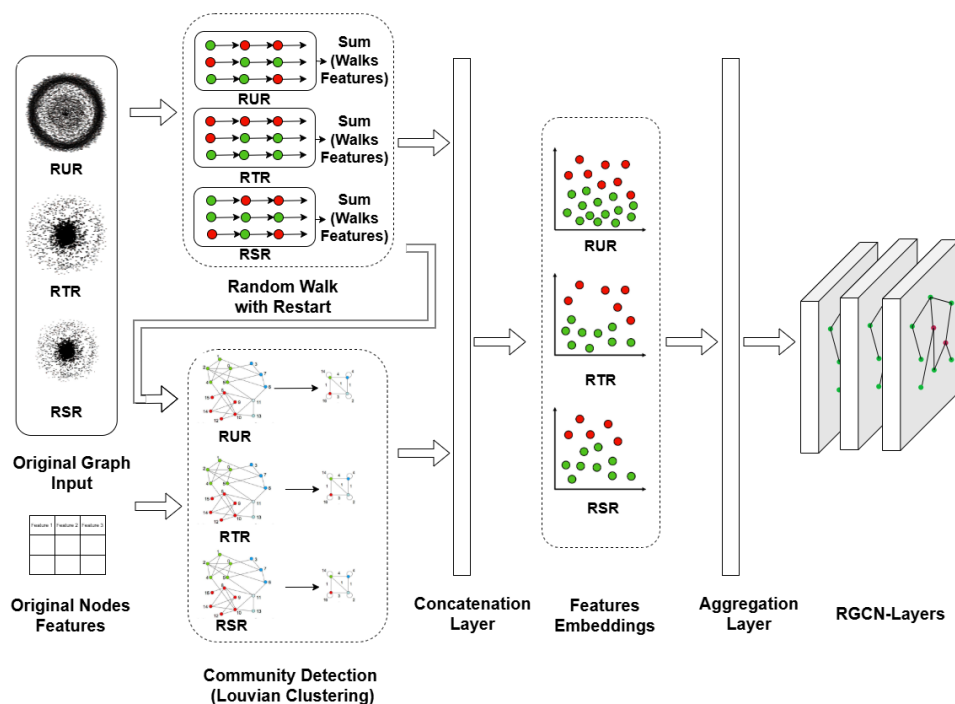 RUR
RTR
RSR
Original Graph
Input
Feature 1 Feature 2 Feature 3
Original Nodes
Features
Sum
(Walks
Features)
RUR
Sum
(Walks
Features)
RTR
Sum
(Walks
Features)
RSR
Random Walk
with Restart
RUR
RTR
RSR
Community Detection
(Louvian Clustering)
Concatenation
Layer
RUR
RTR
RSR
Features
Embeddings
Aggregation
Layer
RGCN-Layers